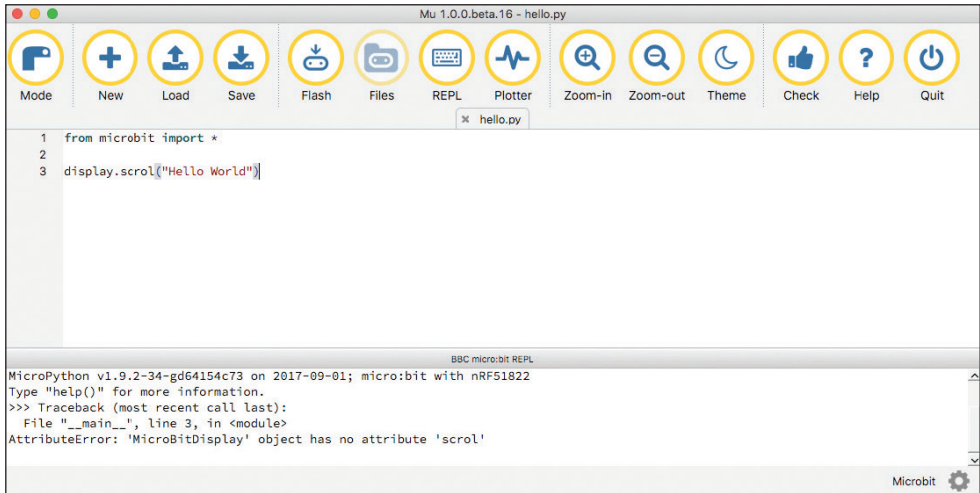 Mu 1.0.0.beta.16 - hello.py
Mode New Load Save Flash Files REPL Plotter Zoom-in Zoom-out Theme Check Help Quit
hello.py
1 from microbit import *
2
3 display.scrol("Hello World")
BBC micro:bit REPL
MicroPython v1.9.2-34-gd64154c73 on 2017-09-01; micro:bit with nRF51822
Type "help()" for more information.
>>> Traceback (most recent call last):
  File "__main__", line 3, in <module>
AttributeError: 'MicroBitDisplay' object has no attribute 'scrol'
Microbit